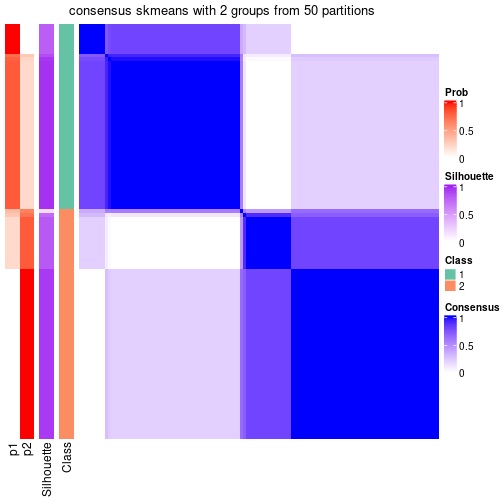 consensus skmeans with 2 groups from 50 partitions
Prob
1
0.5
0
Silhouette
1
0.5
0
Class
1
2
Consensus
1
0.5
0
p1
p2
Silhouette
Class